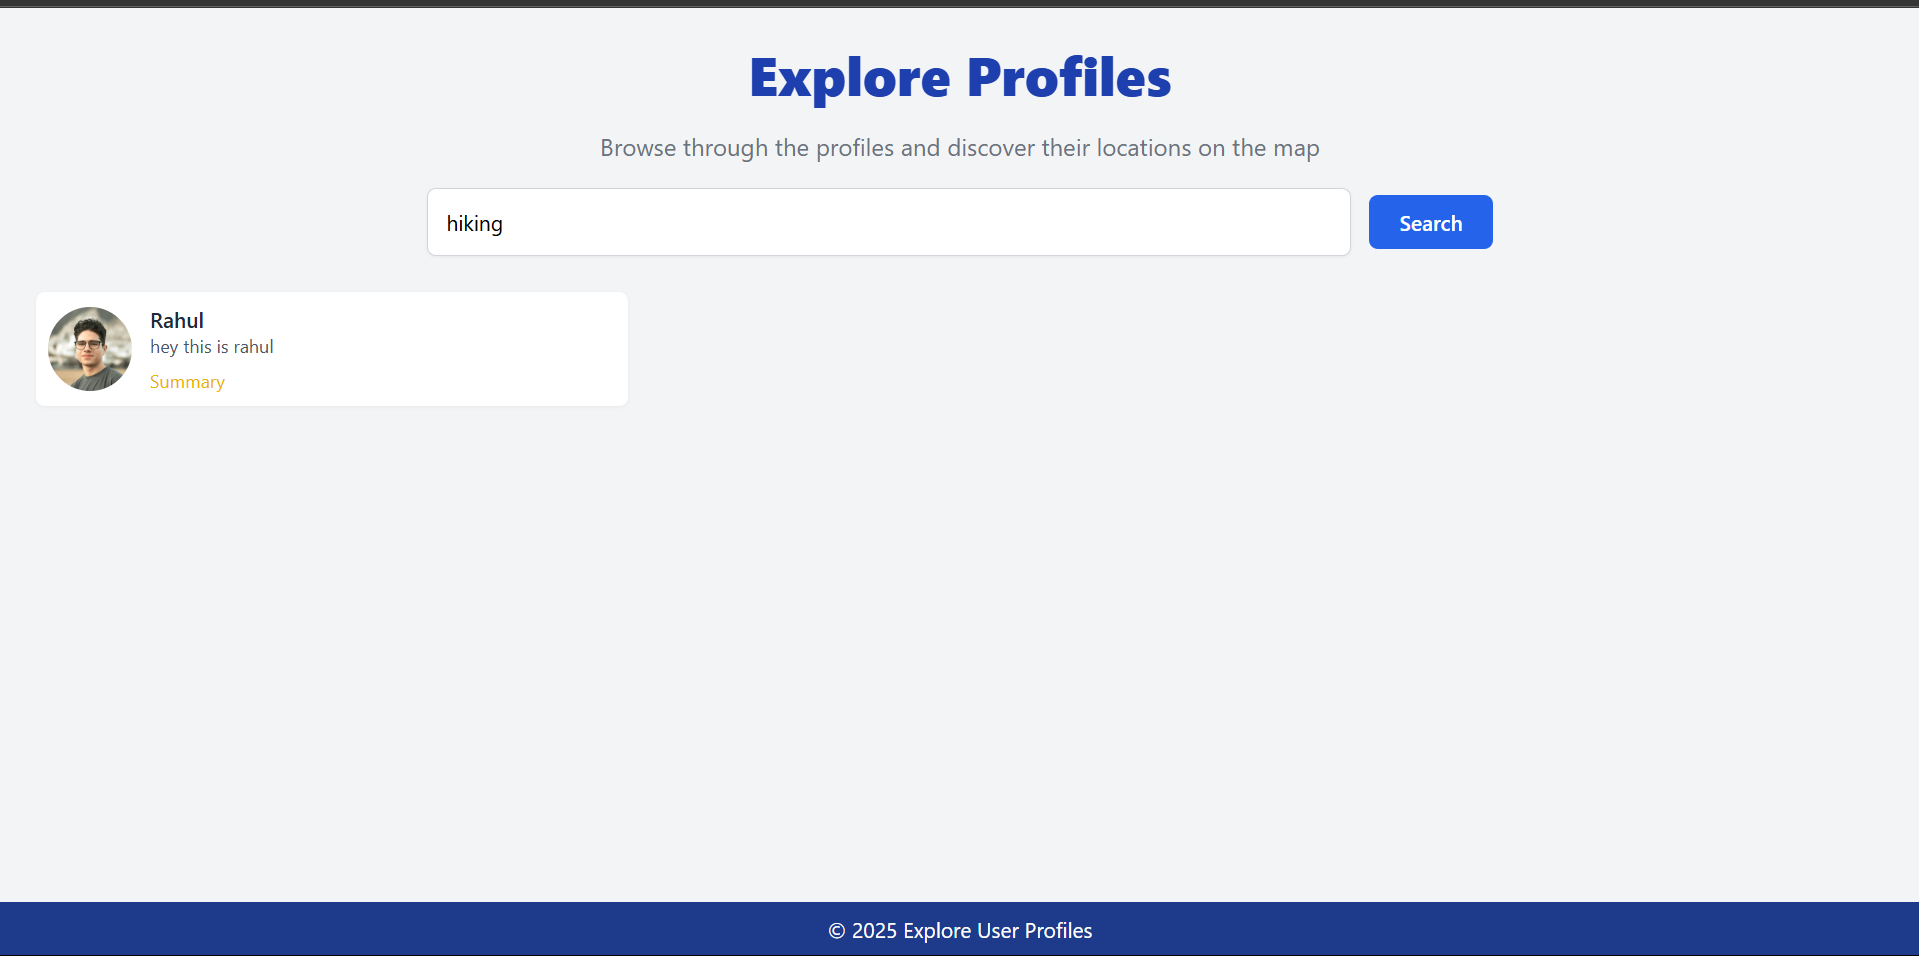 Explore Profiles
Browse through the profiles and discover their locations on the map
hiking
Search
Rahul
hey this is rahul
Summary
© 2025 Explore User Profiles